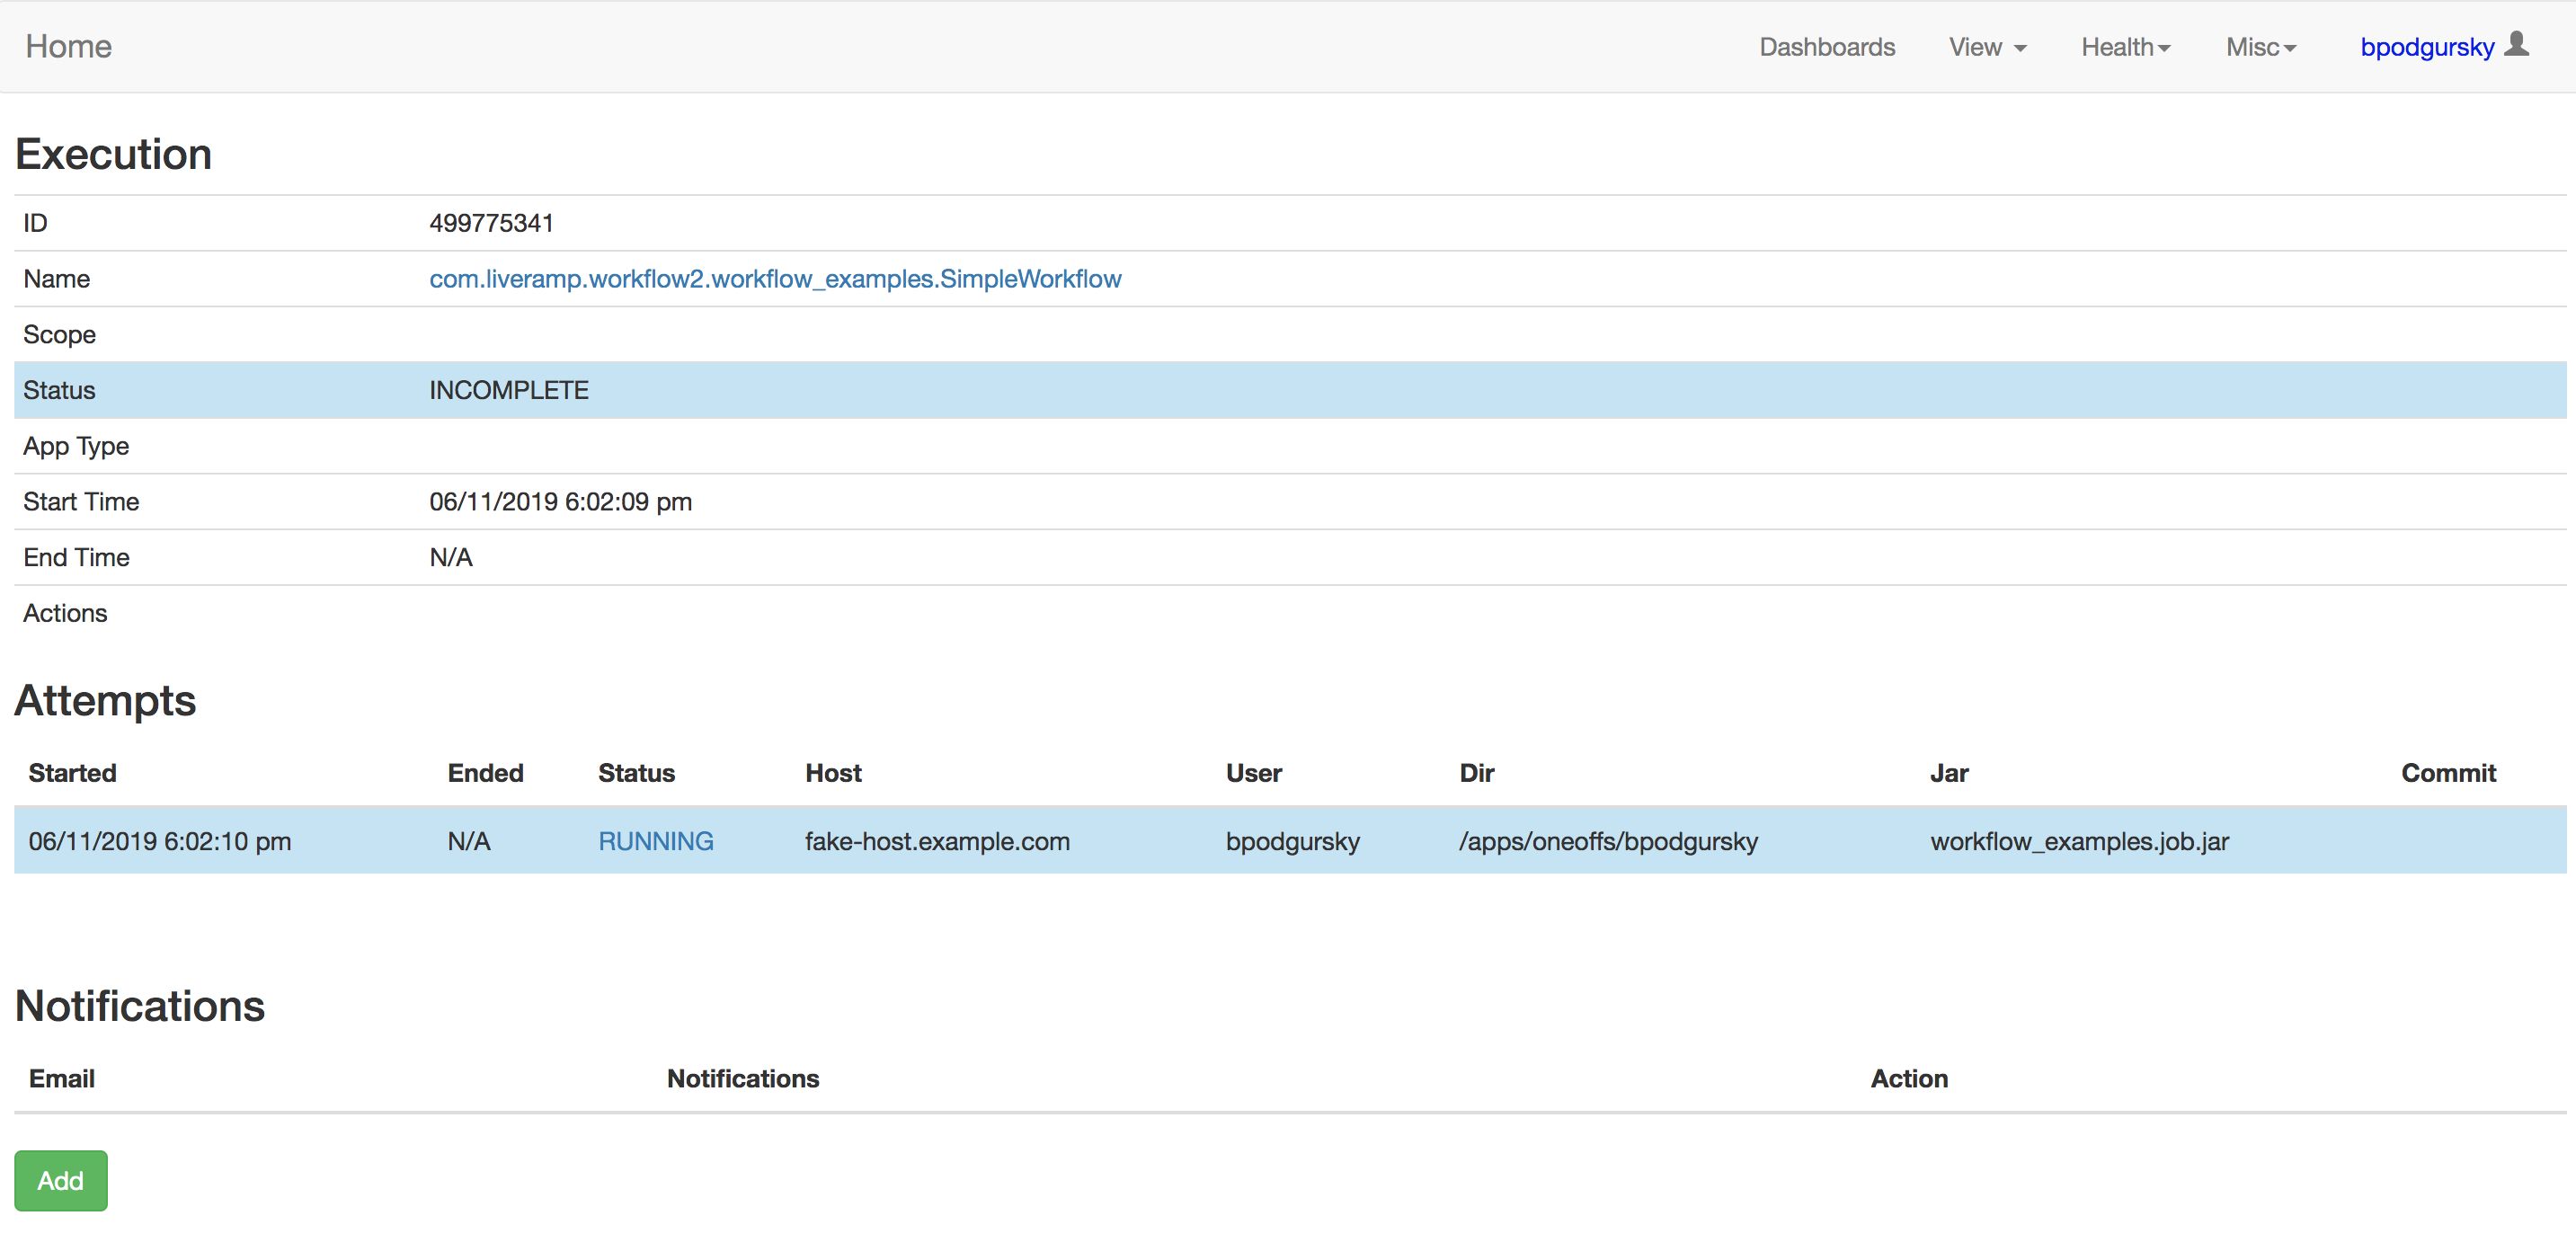 Home Dashboards View Health Misc bpodgursky
Execution
ID 499775341
Name com.liveramp.workflow2.workflow_examples.SimpleWorkflow
Scope
Status INCOMPLETE
App Type
Start Time 06/11/2019 6:02:09 pm
End Time N/A
Actions
Attempts
Started Ended Status Host User Dir Jar Commit
06/11/2019 6:02:10 pm N/A RUNNING fake-host.example.com bpodgursky /apps/oneoffs/bpodgursky workflow_examples.job.jar
Notifications
Email Notifications Action
Add